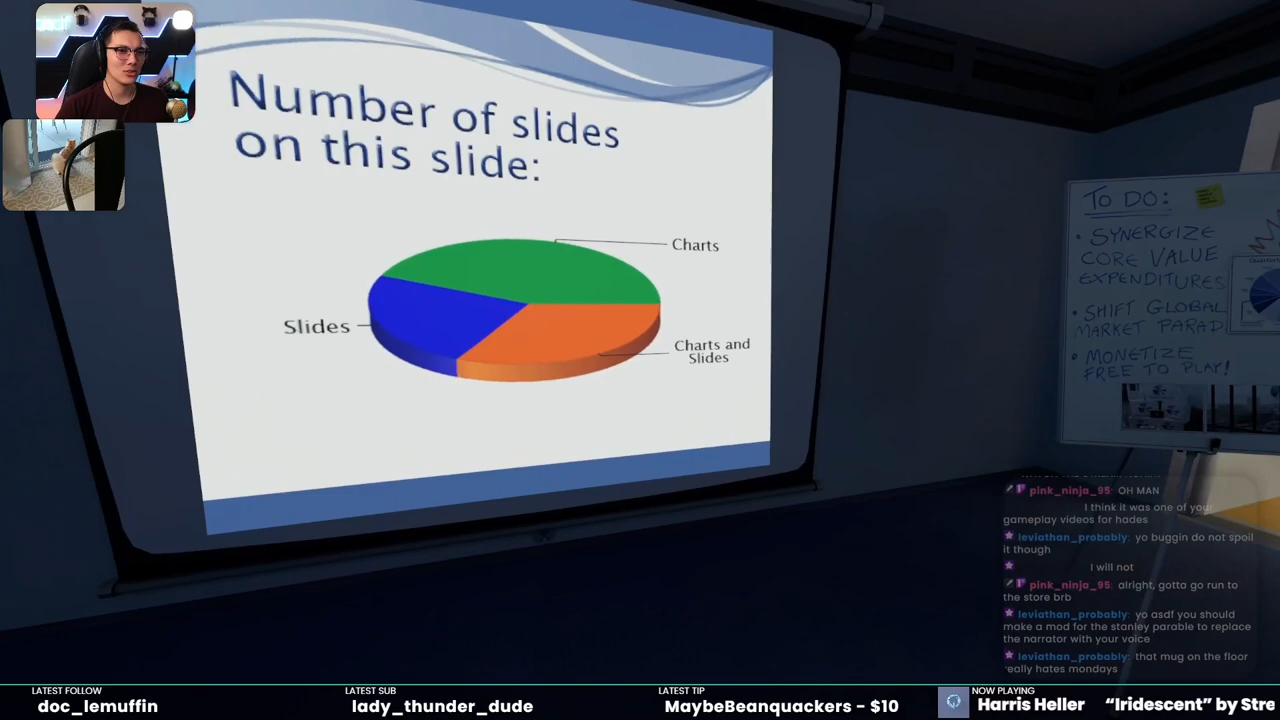 Number of slides
on this slide:
Charts
Slides
Charts and
Slides
TO DO:
• SYNERGIZE
CORE VALUE
EXPENDITURES
• SHIFT GLOBAL
MARKET PARAD
• MONETIZE
FREE TO PLAY!
pink_ninja_95: OH MAN
I think it was one of your
gameplay videos for hades
leviathan_probably: yo buggin do not spoil
it though
I will not
pink_ninja_95: alright, gotta go run to
the store brb
leviathan_probably: yo asdf you should
make a mod for the stanley parable to replace
the narrator with your voice
leviathan_probably: that mug on the floor
really hates mondays
LATEST FOLLOW
doc_lemuffin
LATEST SUB
lady_thunder_dude
LATEST TIP
MaybeBeanquackers - $10
NOW PLAYING
Harris Heller “Iridescent” by Stre